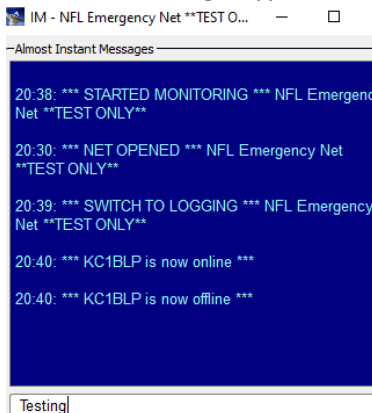 IM - NFL Emergency Net **TEST O...
Almost Instant Messages
20:38: *** STARTED MONITORING *** NFL Emergenc
Net **TEST ONLY**
20:30: *** NET OPENED *** NFL Emergency Net
**TEST ONLY**
20:39: *** SWITCH TO LOGGING *** NFL Emergency
Net **TEST ONLY**
20:40: *** KC1BLP is now online ***
20:40: *** KC1BLP is now offline ***
Testing